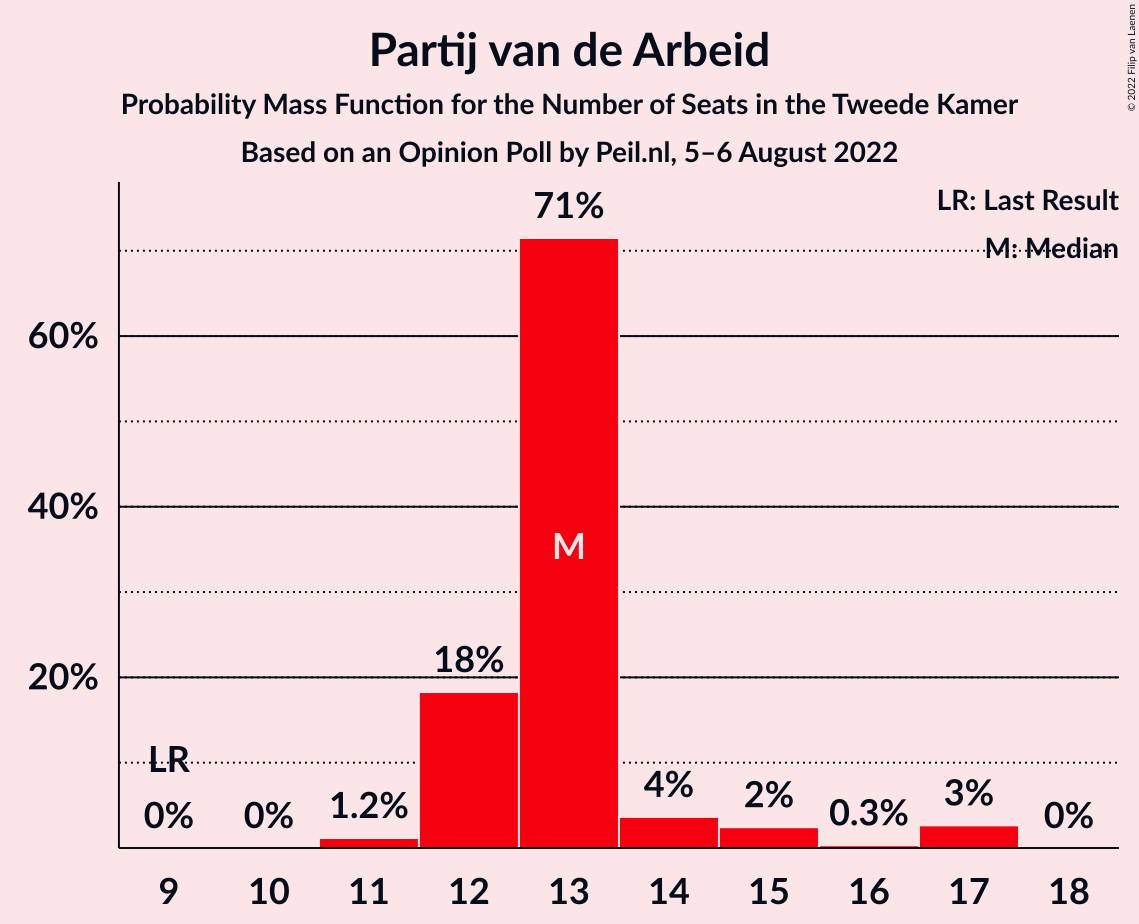 Partij van de Arbeid
Probability Mass Function for the Number of Seats in the Tweede Kamer
Based on an Opinion Poll by Peil.nl, 5–6 August 2022
© 2022 Filip van Laenen
LR: Last Result
M: Median
60%
40%
20%
LR
0%
0%
1.2%
18%
71%
M
4%
2%
0.3%
3%
0%
9
10
11
12
13
14
15
16
17
18